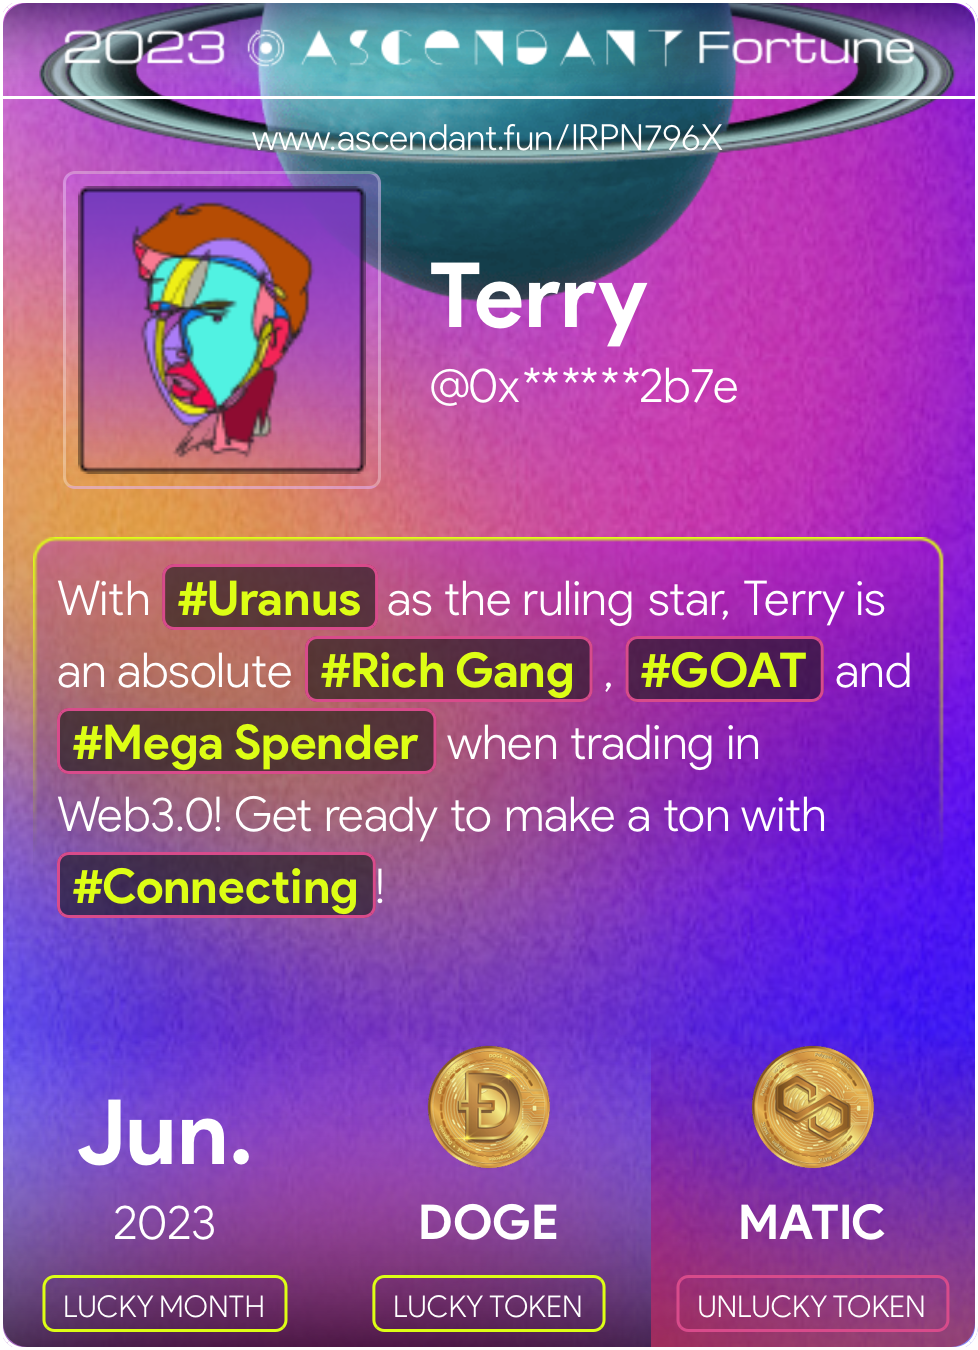 2023 ASCENDANT Fortune
www.ascendant.fun/IRPN796X
Terry
@0x******2b7e
With #Uranus as the ruling star, Terry is
an absolute #Rich Gang , #GOAT and
#Mega Spender when trading in
Web3.0! Get ready to make a ton with
#Connecting !
Jun.
2023
LUCKY MONTH
DOGE
LUCKY TOKEN
MATIC
UNLUCKY TOKEN